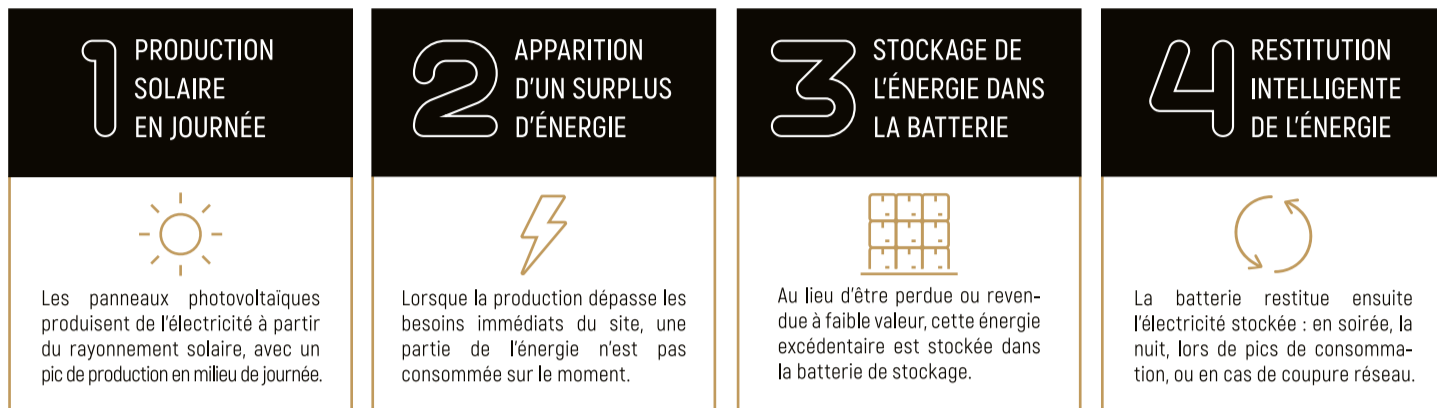 1
PRODUCTION
SOLAIRE
EN JOURNÉE
Les panneaux photovoltaïques
produisent de l'électricité à partir
du rayonnement solaire, avec un
pic de production en milieu de journée.
2
APPARITION
D'UN SURPLUS
D'ÉNERGIE
Lorsque la production dépasse les
besoins immédiats du site, une
partie de l'énergie n'est pas
consommée sur le moment.
3
STOCKAGE DE
L'ÉNERGIE DANS
LA BATTERIE
Au lieu d'être perdue ou reven-
due à faible valeur, cette énergie
excédentaire est stockée dans
la batterie de stockage.
4
RESTITUTION
INTELLIGENTE
DE L'ÉNERGIE
La batterie restitue ensuite
l'électricité stockée : en soirée, la
nuit, lors de pics de consomma-
tion, ou en cas de coupure réseau.